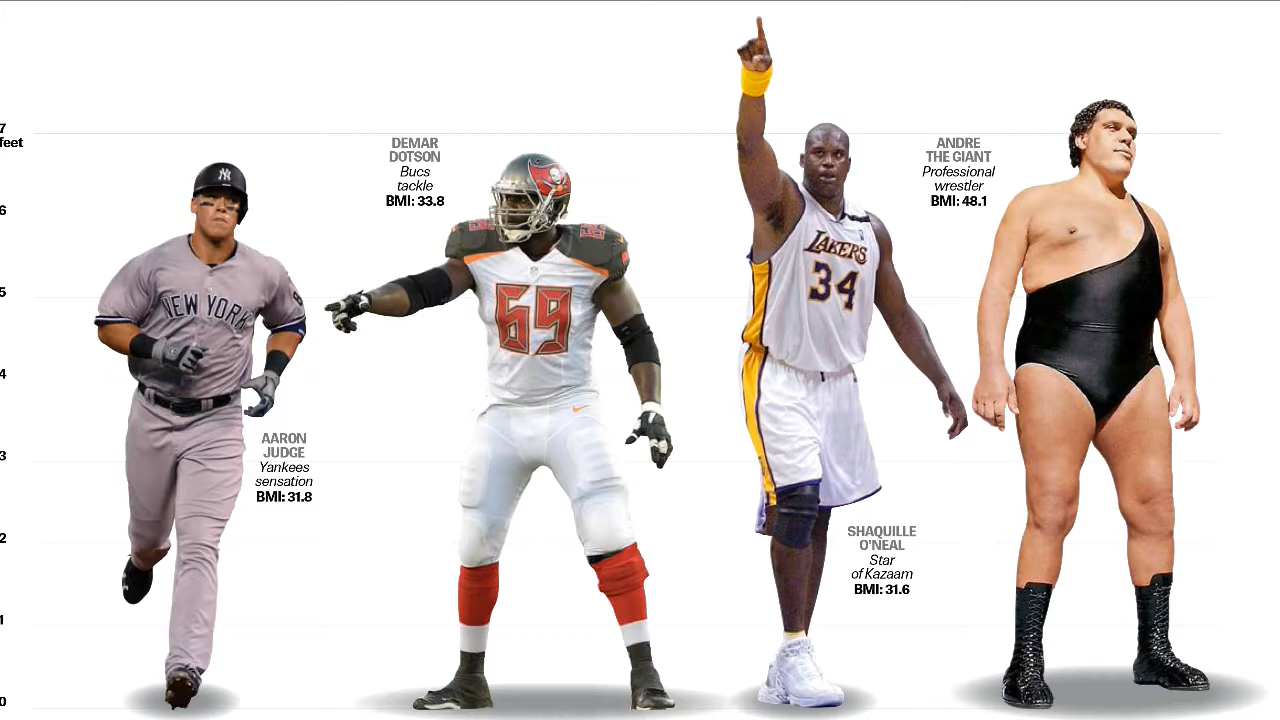 7
feet
6
5
4
3
2
1
0
NY
NEW YORK
AARON
JUDGE
Yankees
sensation
BMI: 31.8
DEMAR
DOTSON
Bucs
tackle
BMI: 33.8
69
LAKERS
34
SHAQUILLE
O'NEAL
Star
of Kazaam
BMI: 31.6
ANDRE
THE GIANT
Professional
wrestler
BMI: 48.1